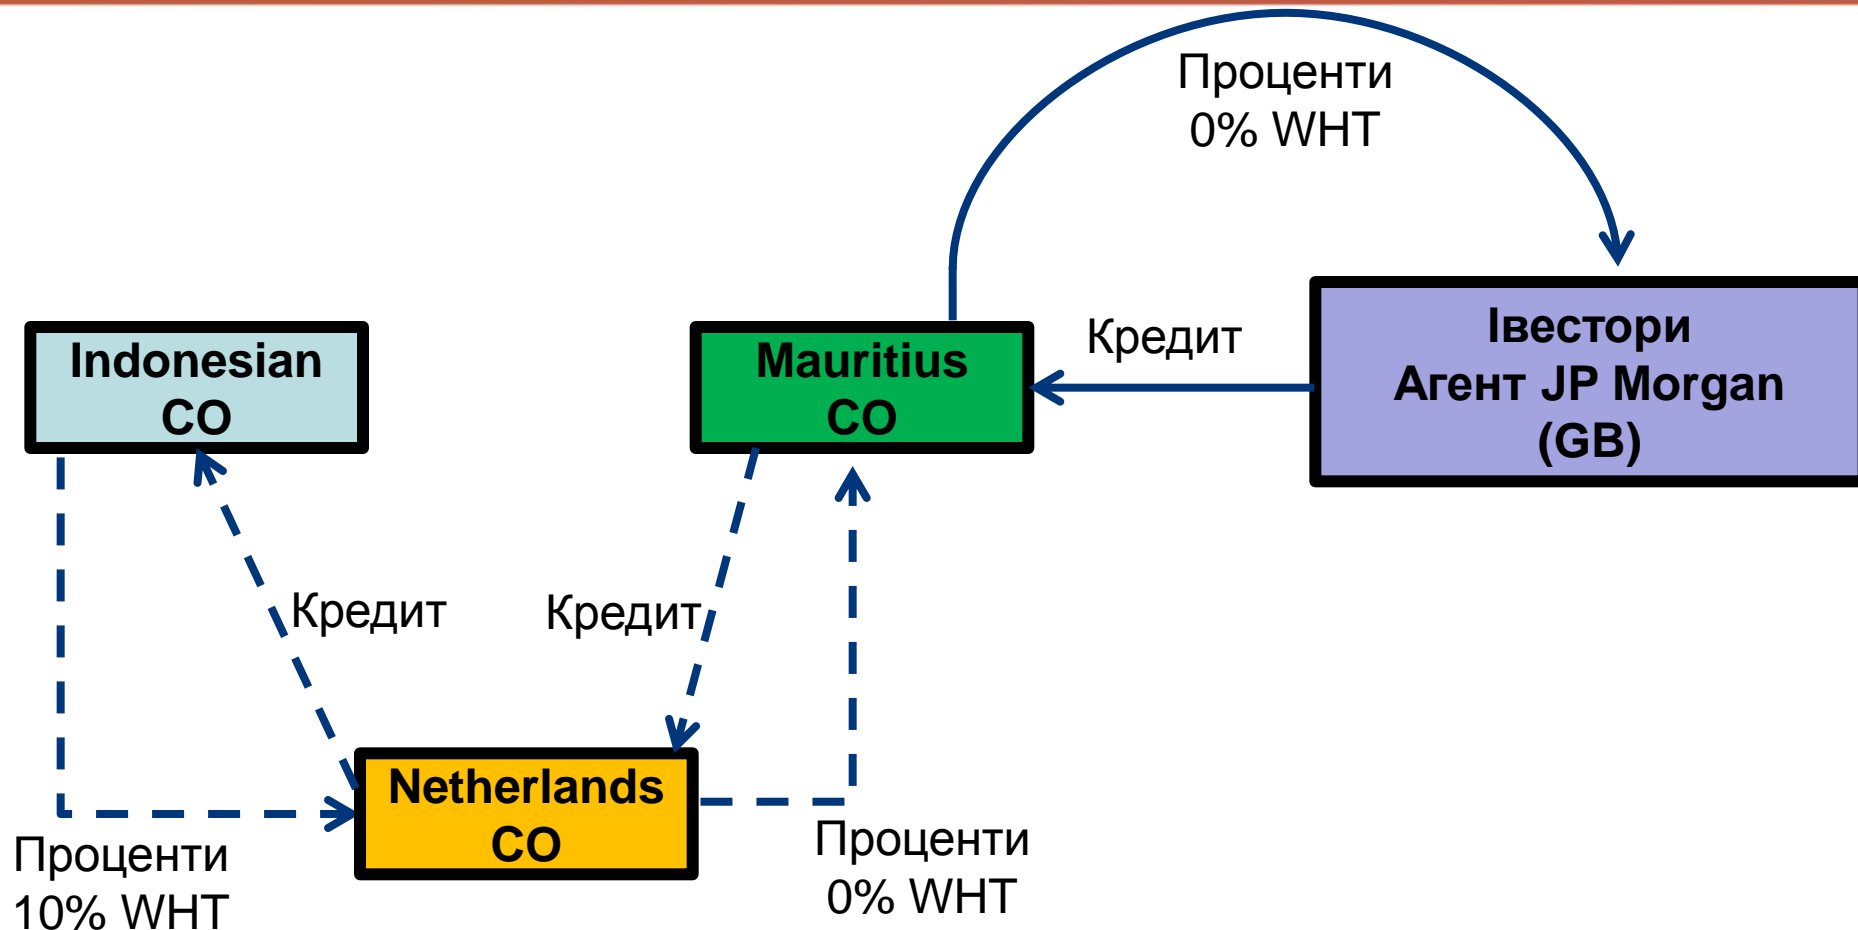 Проценти
0% WHT
Indonesian
CO
Mauritius
CO
Кредит
Івестори
Агент JP Morgan
(GB)
Кредит
Кредит
Netherlands
CO
Проценти
10% WHT
Проценти
0% WHT